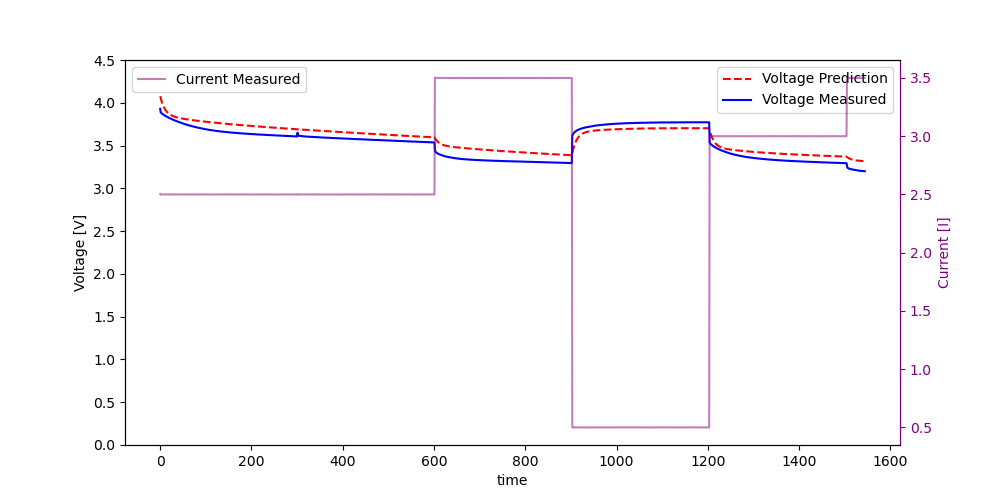 Current Measured
Voltage Prediction
Voltage Measured
4.5
4.0
3.5
3.0
2.5
2.0
1.5
1.0
0.5
0.0
Voltage [V]
3.5
3.0
2.5
2.0
1.5
1.0
0.5
Current [I]
0 200 400 600 800 1000 1200 1400 1600
time